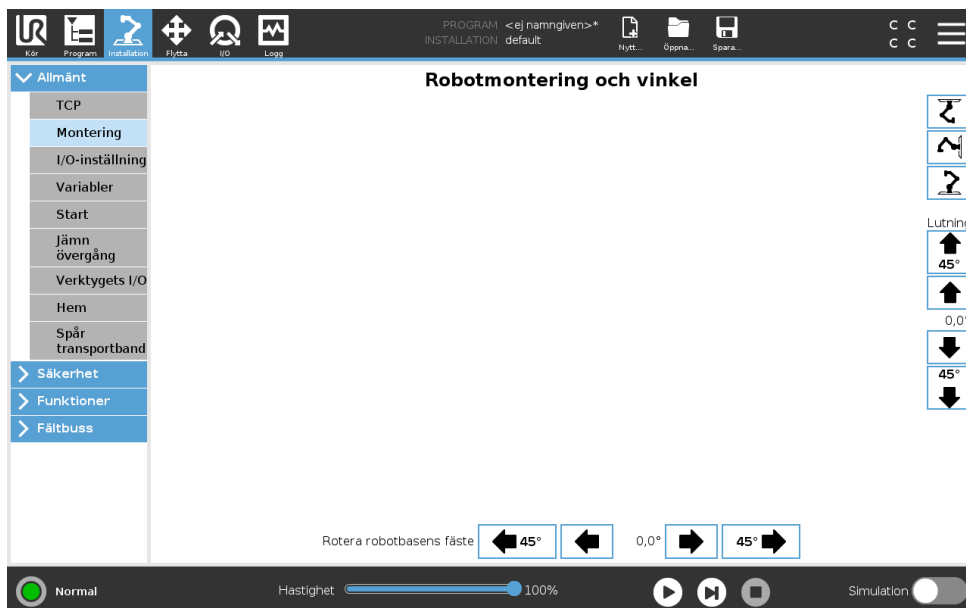 UR
Kör
Program
Installation
Flytta
I/O
Logg
PROGRAM <ej namngiven>*
INSTALLATION default
Nytt...
Öppna...
Spara...
C C
C C
Allmänt
TCP
Montering
I/O-inställning
Variabler
Start
Jämn
övergång
Verktygets I/O
Hem
Spår
transportband
Säkerhet
Funktioner
Fältbuss
Robotmontering och vinkel
Lutning
45°
0,0°
45°
Rotera robotbasens fäste
45°
0,0°
45°
Normal
Hastighet
100%
Simulation